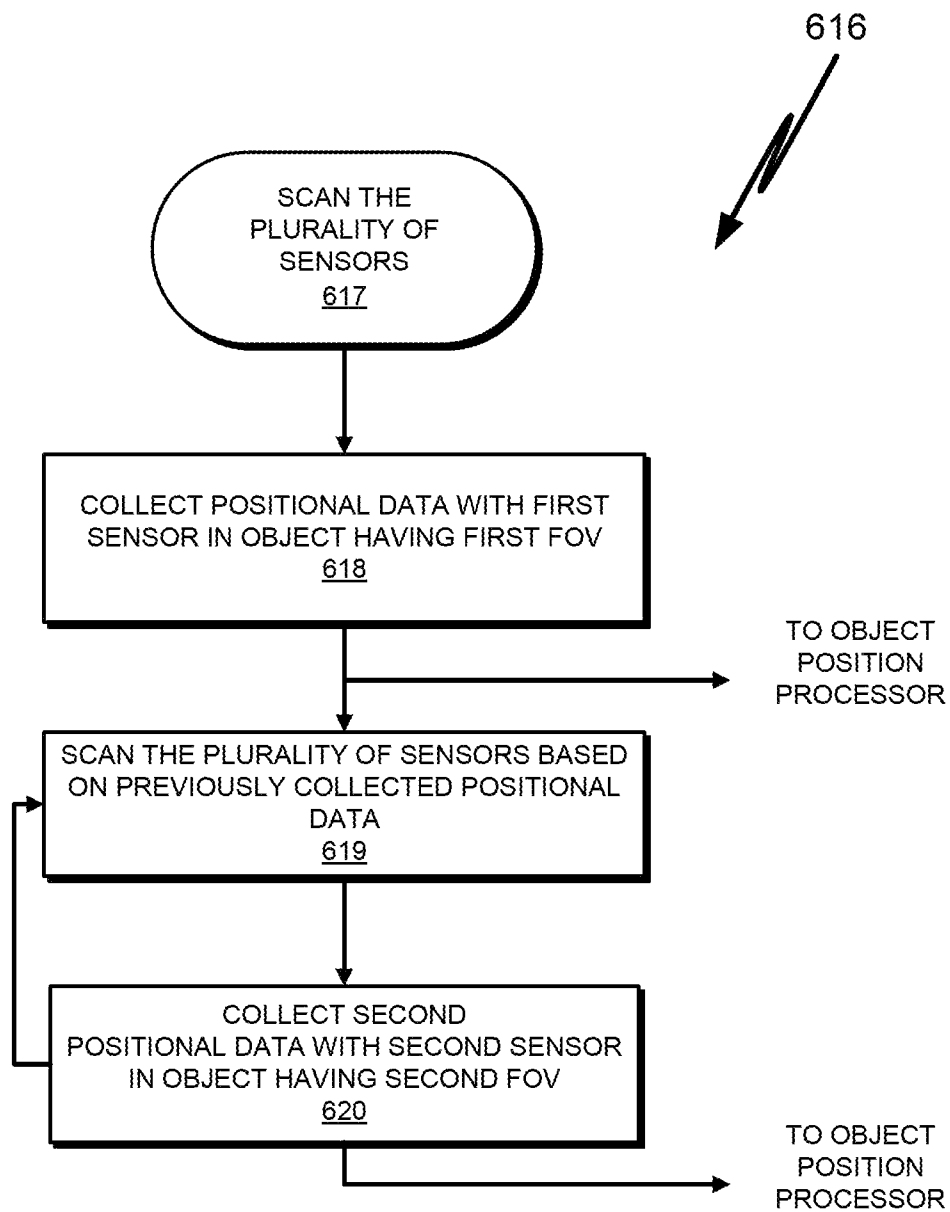 616
SCAN THE
PLURALITY OF
SENSORS
617
COLLECT POSITIONAL DATA WITH FIRST
SENSOR IN OBJECT HAVING FIRST FOV
618
TO OBJECT
POSITION
PROCESSOR
SCAN THE PLURALITY OF SENSORS BASED
ON PREVIOUSLY COLLECTED POSITIONAL
DATA
619
COLLECT SECOND
POSITIONAL DATA WITH SECOND SENSOR
IN OBJECT HAVING SECOND FOV
620
TO OBJECT
POSITION
PROCESSOR